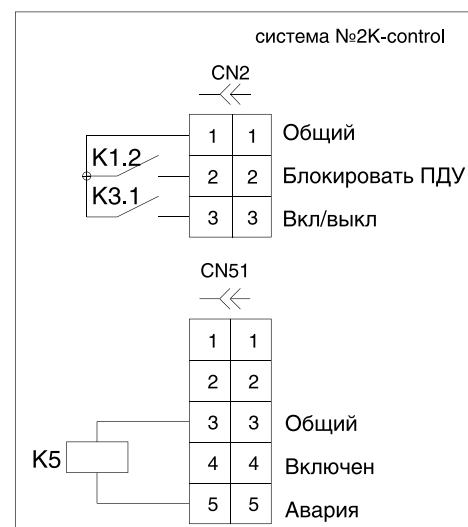 система №2K-control
CN2
1 1 Общий
K1.2
2 2 Блокировать ПДУ
K3.1
3 3 Вкл/выкл
CN51
1 1
2 2
3 3 Общий
K5
4 4 Включен
5 5 Авария